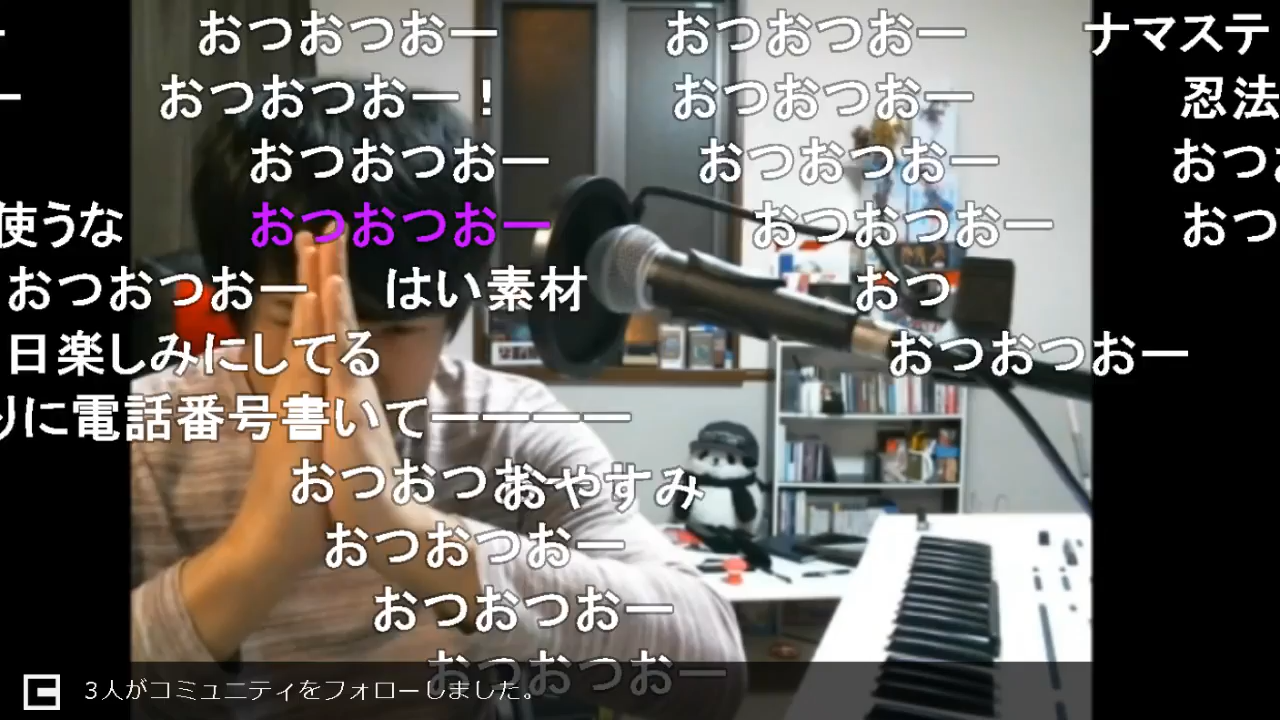 ー
おつおつおー
おつおつおー
ナマステ
ー
おつおつおー！
おつおつおー
忍法
おつおつおー
おつおつおー
おつ
使うな
おつおつおー
おつおつおー
おつ
おつおつおー
はい素材
おつ
日楽しみにしてる
おつおつおー
りに電話番号書いてーーーー
おつおつおー
おやすみ
おつおつおー
おつおつおー
おつおつおー
3人がコミュニティをフォローしました。